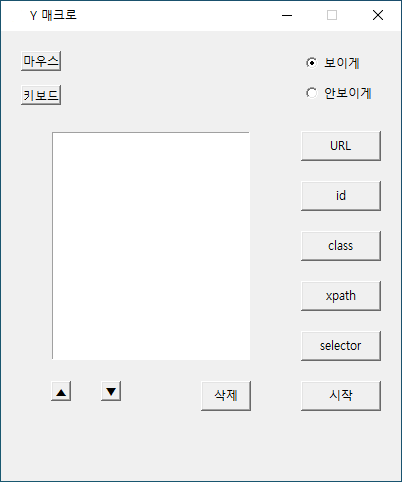 Y 매크로
마우스
보이게
키보드
안보이게
URL
id
class
xpath
selector
▲
▼
삭제
시작